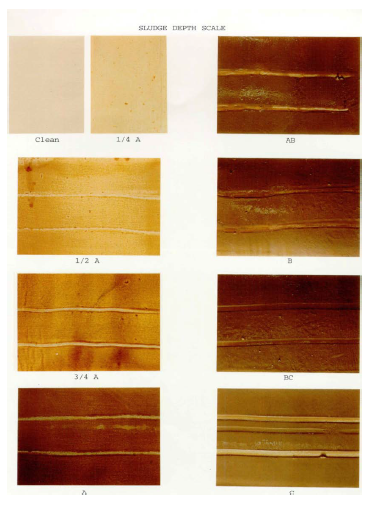 SLUDGE DEPTH SCALE
Clean
1/4 A
AB
1/2 A
B
3/4 A
BC
A
C